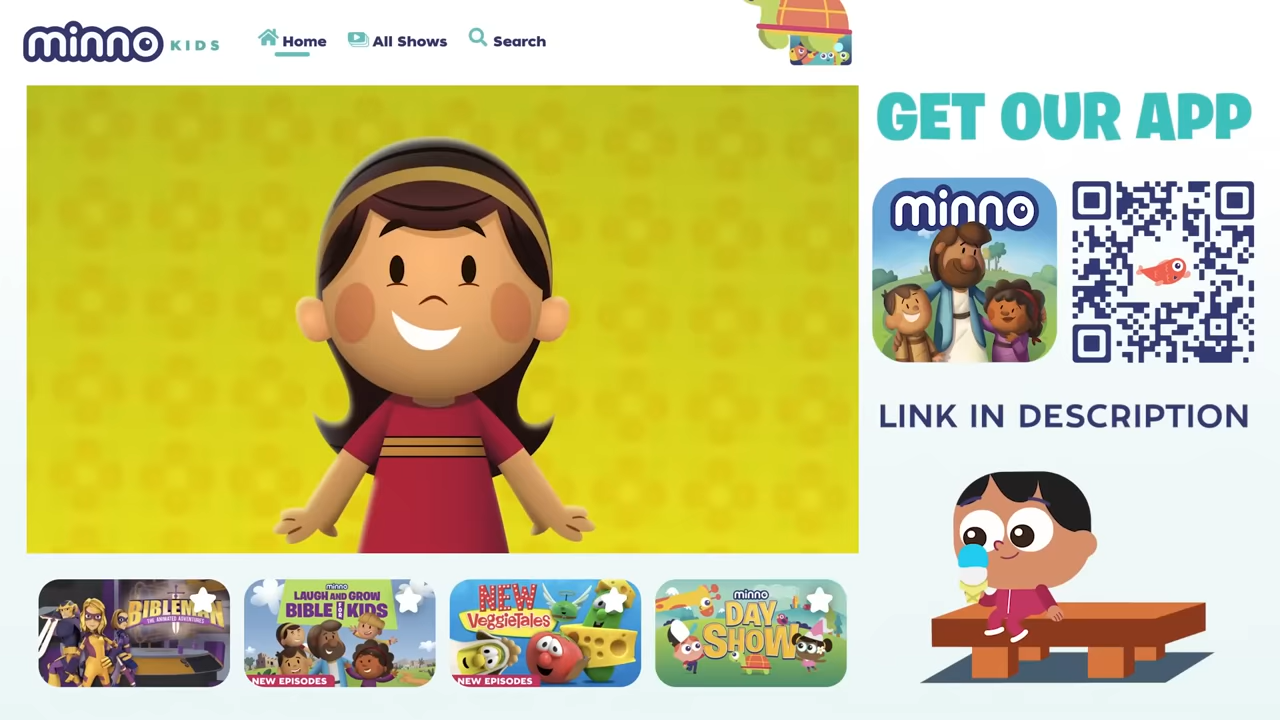 minno KIDS
Home
All Shows
Search
GET OUR APP
minno
LINK IN DESCRIPTION
BIBLEMAN
THE ANIMATED ADVENTURES
minno
LAUGH AND GROW
BIBLE FOR KIDS
NEW EPISODES
NEW
VeggieTales
NEW EPISODES
minno
DAY
SHOW